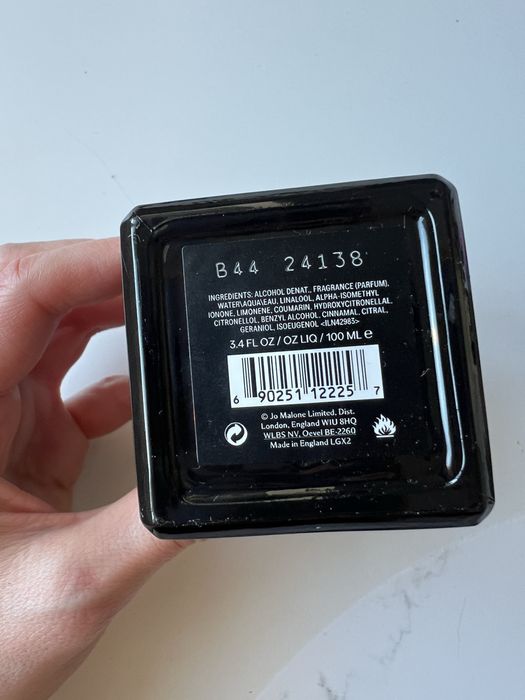 B44 24138
INGREDIENTS: ALCOHOL DENAT., FRAGRANCE (PARFUM),
WATER\AQUA\EAU, LINALOOL, ALPHA-ISOMETHYL
IONONE, LIMONENE, COUMARIN, HYDROXYCITRONELLAL,
CITRONELLOL, BENZYL ALCOHOL, CINNAMAL, CITRAL,
GERANIOL, ISOEUGENOL <ILN42983>
3.4 FL OZ / OZ LIQ / 100 ML ℮
6 90251 12225 7
© Jo Malone Limited. Dist.
London, England W1U 8HQ
WLBS NV, Oevel BE-2260
Made in England LGX2